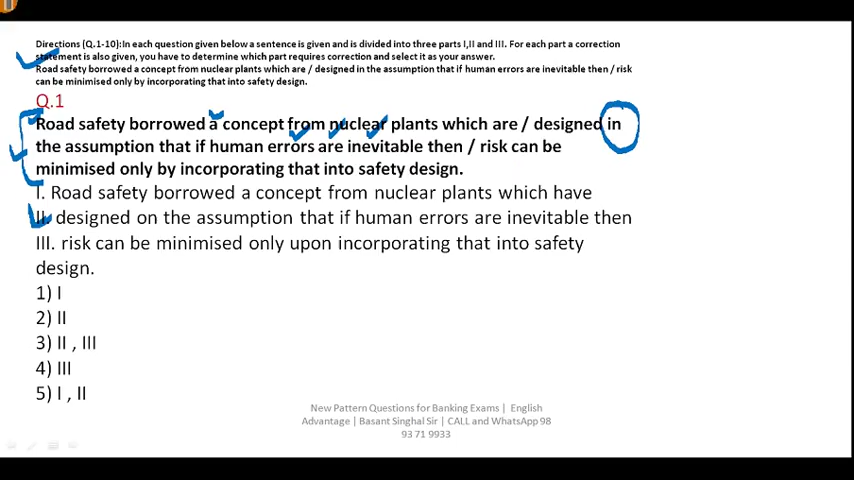 Directions (Q.1-10):In each question given below a sentence is given and is divided into three parts I,II and III. For each part a correction
statement is also given, you have to determine which part requires correction and select it as your answer.
Road safety borrowed a concept from nuclear plants which are / designed in the assumption that if human errors are inevitable then / risk
can be minimised only by incorporating that into safety design.
Q.1
Road safety borrowed a concept from nuclear plants which are / designed in
the assumption that if human errors are inevitable then / risk can be
minimised only by incorporating that into safety design.
I. Road safety borrowed a concept from nuclear plants which have
II. designed on the assumption that if human errors are inevitable then
III. risk can be minimised only upon incorporating that into safety
design.
1) I
2) II
3) II , III
4) III
5) I , II
New Pattern Questions for Banking Exams | English
Advantage | Basant Singhal Sir | CALL and WhatsApp 98
93 71 9933